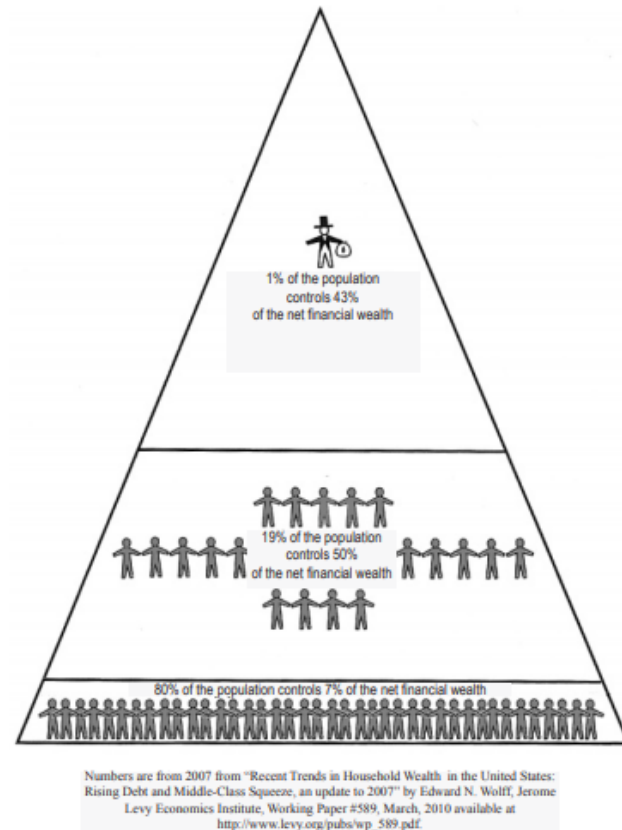 1% of the population
controls 43%
of the net financial wealth
19% of the population
controls 50%
of the net financial wealth
80% of the population controls 7% of the net financial wealth
Numbers are from 2007 from “Recent Trends in Household Wealth in the United States:
Rising Debt and Middle-Class Squeeze, an update to 2007” by Edward N. Wolff, Jerome
Levy Economics Institute, Working Paper #589, March, 2010 available at
http://www.levy.org/pubs/wp_589.pdf.